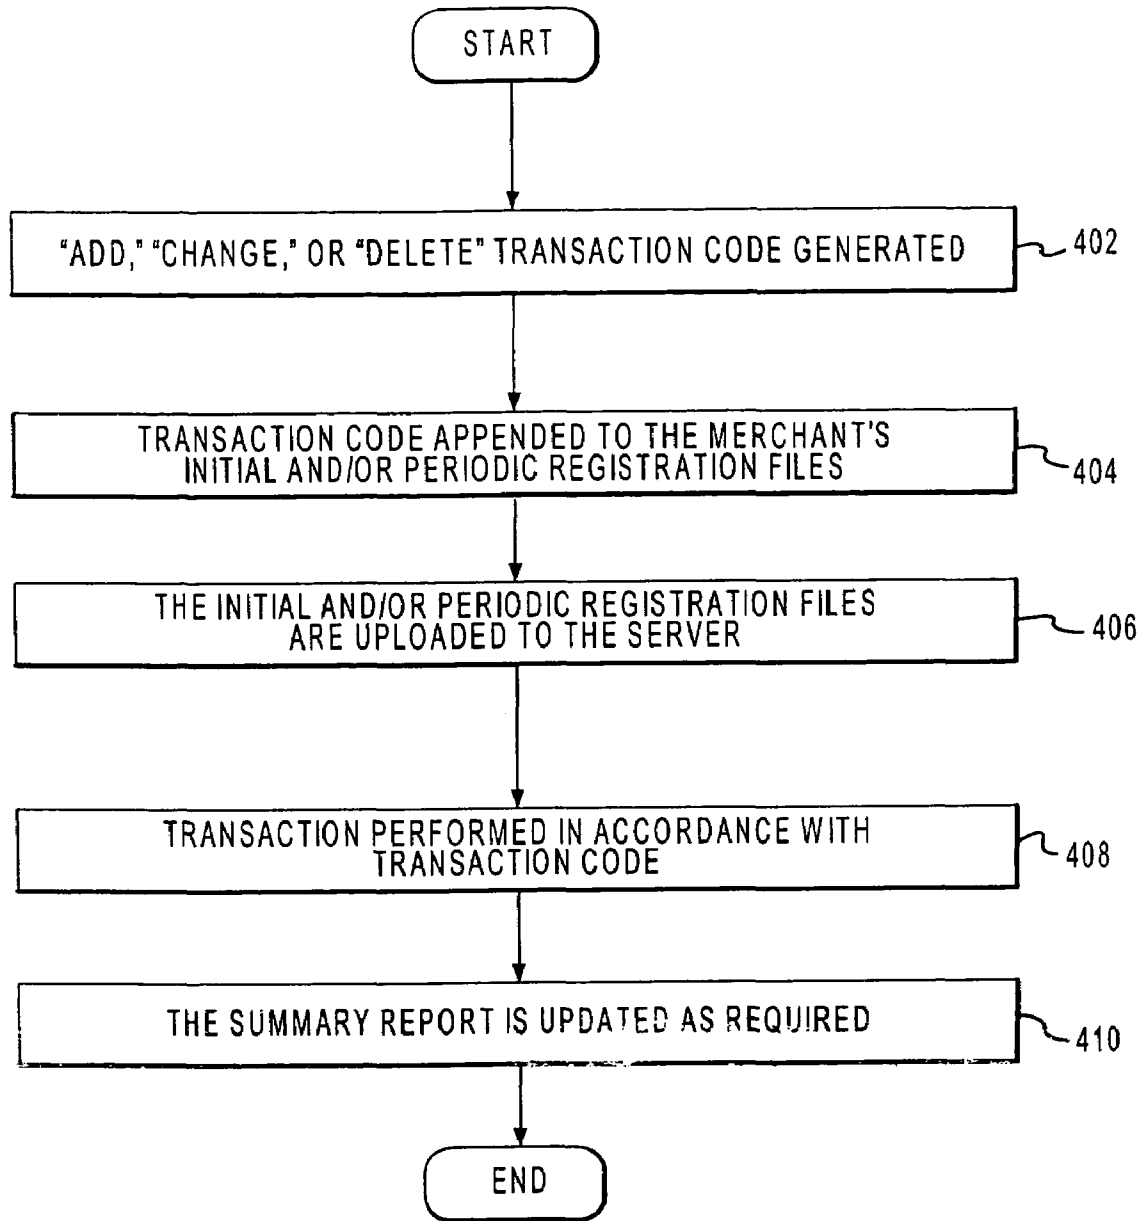 START
"ADD," "CHANGE," OR "DELETE" TRANSACTION CODE GENERATED
402
TRANSACTION CODE APPENDED TO THE MERCHANT'S
INITIAL AND/OR PERIODIC REGISTRATION FILES
404
THE INITIAL AND/OR PERIODIC REGISTRATION FILES
ARE UPLOADED TO THE SERVER
406
TRANSACTION PERFORMED IN ACCORDANCE WITH
TRANSACTION CODE
408
THE SUMMARY REPORT IS UPDATED AS REQUIRED
410
END